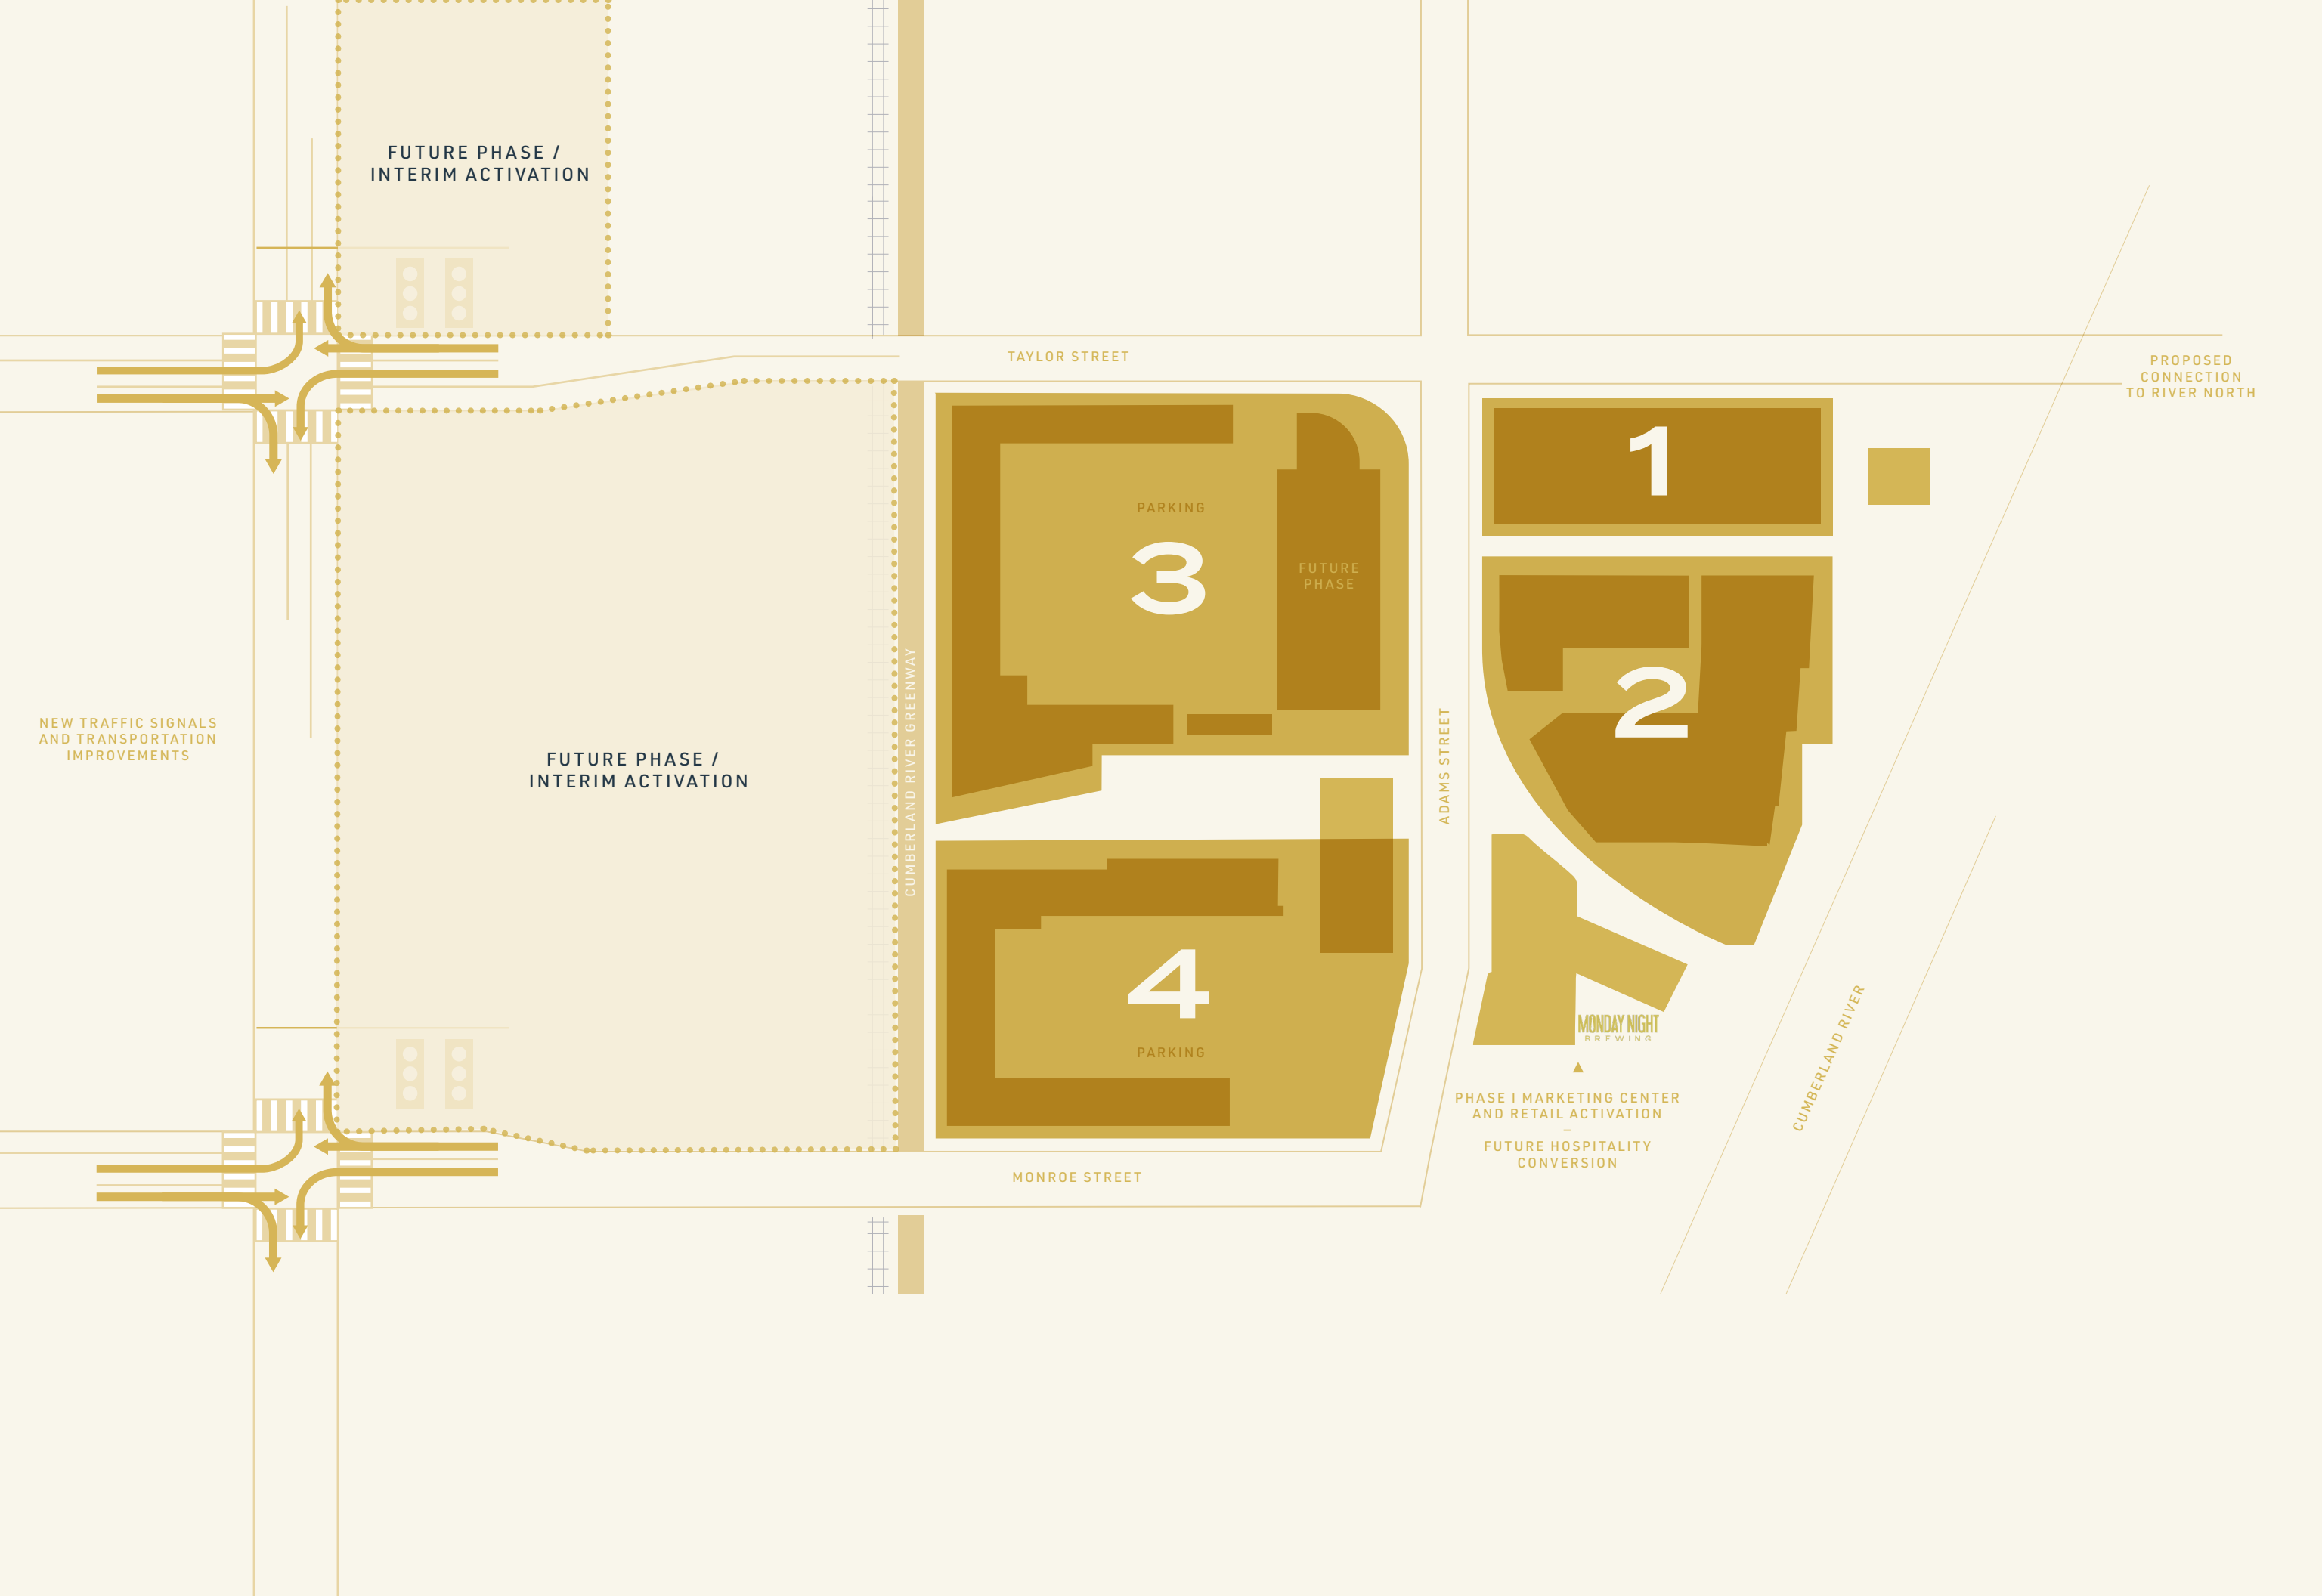 FUTURE PHASE /
INTERIM ACTIVATION
TAYLOR STREET
PROPOSED
CONNECTION
TO RIVER NORTH
1
PARKING
3
FUTURE
PHASE
2
NEW TRAFFIC SIGNALS
AND TRANSPORTATION
IMPROVEMENTS
FUTURE PHASE /
INTERIM ACTIVATION
CUMBERLAND RIVER GREENWAY
ADAMS STREET
4
PARKING
MONDAY NIGHT
BREWING
PHASE I MARKETING CENTER
AND RETAIL ACTIVATION
–
FUTURE HOSPITALITY
CONVERSION
CUMBERLAND RIVER
MONROE STREET